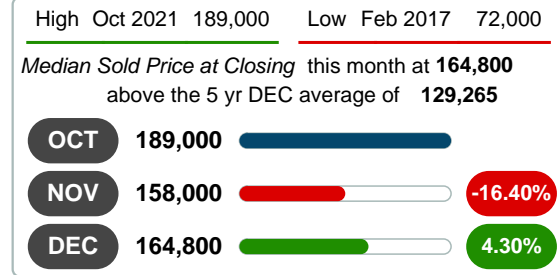 High Oct 2021 189,000 Low Feb 2017 72,000
Median Sold Price at Closing this month at 164,800
above the 5 yr DEC average of 129,265
OCT 189,000
NOV 158,000 -16.40%
DEC 164,800 4.30%